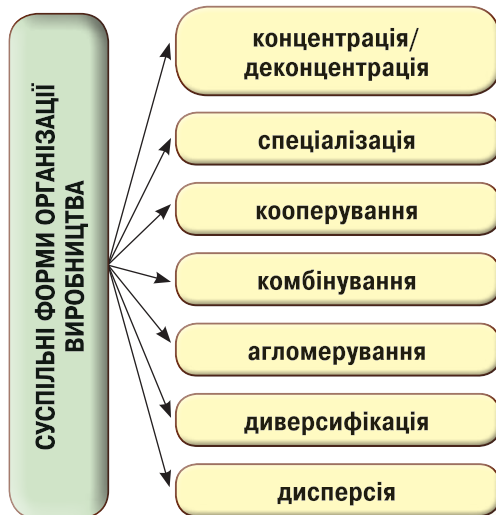 СУСПІЛЬНІ ФОРМИ ОРГАНІЗАЦІЇ
ВИРОБНИЦТВА
концентрація/
деконцентрація
спеціалізація
кооперування
комбінування
агломерування
диверсифікація
дисперсія